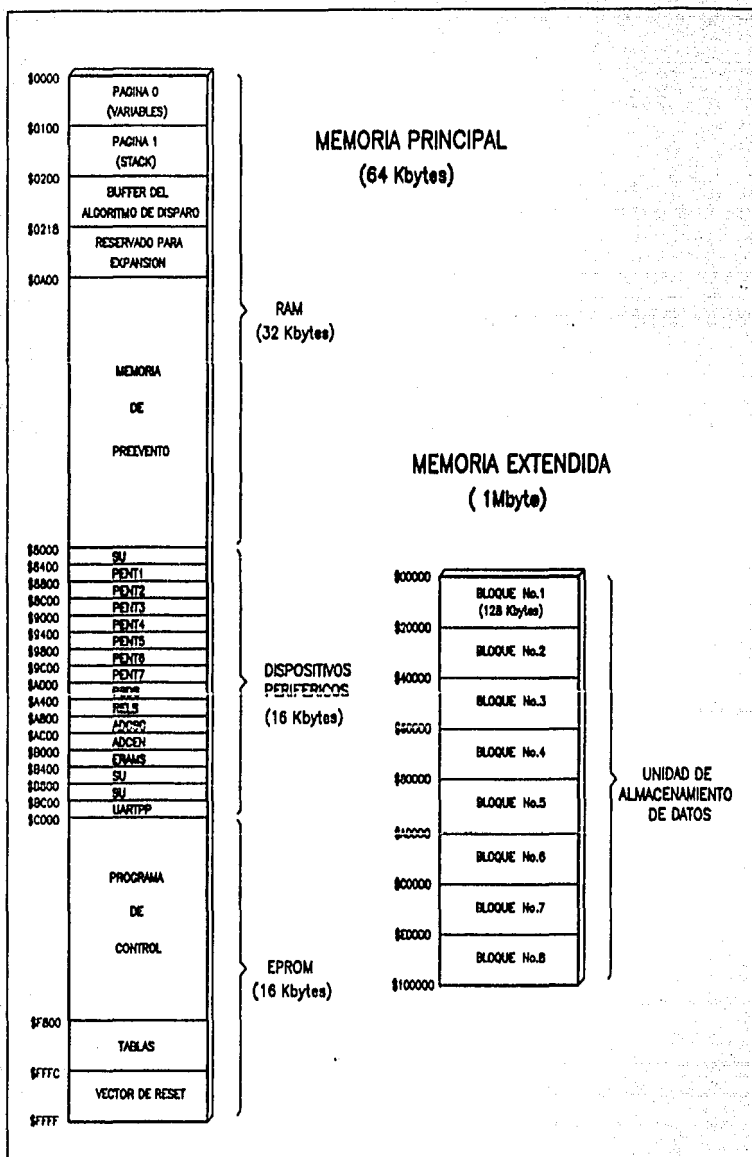 $0000
PAGINA 0
(VARIABLES)
$0100
PAGINA 1
(STACK)
$0200
BUFFER DEL
ALGORITMO DE DISPARO
$0218
RESERVADO PARA
EXPANSION
$0A00
MEMORIA
DE
PREEVENTO
MEMORIA PRINCIPAL
(64 Kbytes)
RAM
(32 Kbytes)
$8000
SU
$8400
PENT1
$8800
PENT2
$8C00
PENT3
$9000
PENT4
$9400
PENT5
$9800
PENT6
$9C00
PENT7
$A000
$A400
RELS
$A800
ADCSC
$AC00
ADCEN
$B000
ERAMS
$B400
SU
SU
$BC00
UARTPP
$C000
DISPOSITIVOS
PERIFERICOS
(16 Kbytes)
PROGRAMA
DE
CONTROL
$F800
TABLAS
$FFFC
VECTOR DE RESET
$FFFF
EPROM
(16 Kbytes)
MEMORIA EXTENDIDA
( 1Mbyte)
$00000
BLOQUE No.1
(128 Kbytes)
$20000
BLOQUE No.2
$40000
BLOQUE No.3
$60000
BLOQUE No.4
$80000
BLOQUE No.5
$A0000
BLOQUE No.6
$C0000
BLOQUE No.7
$E0000
BLOQUE No.8
$100000
UNIDAD DE
ALMACENAMIENTO
DE DATOS